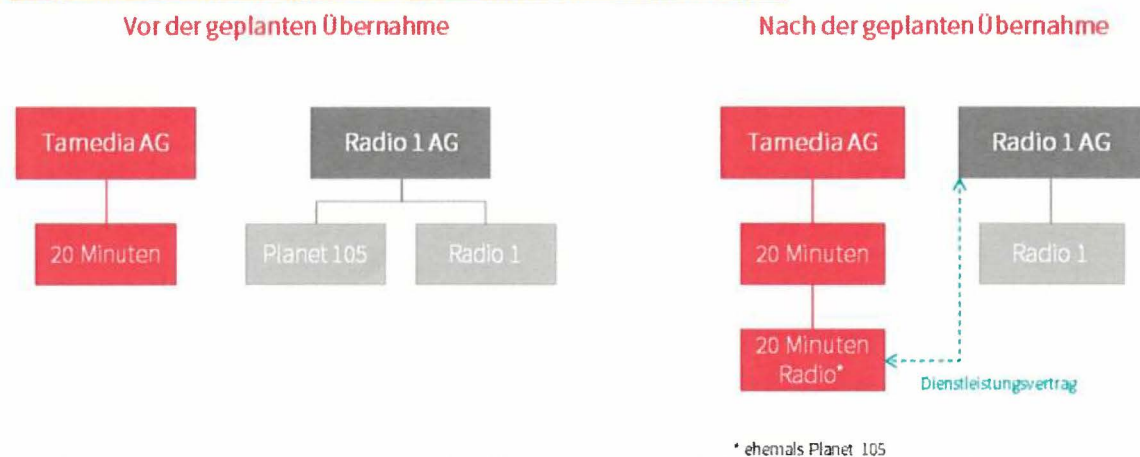 Vor der geplanten Übernahme
Tamedia AG
Radio 1 AG
20 Minuten
Planet 105
Radio 1
Nach der geplanten Übernahme
Tamedia AG
Radio 1 AG
20 Minuten
Radio 1
20 Minuten
Radio*
Dienstleistungsvertrag
* ehemals Planet 105